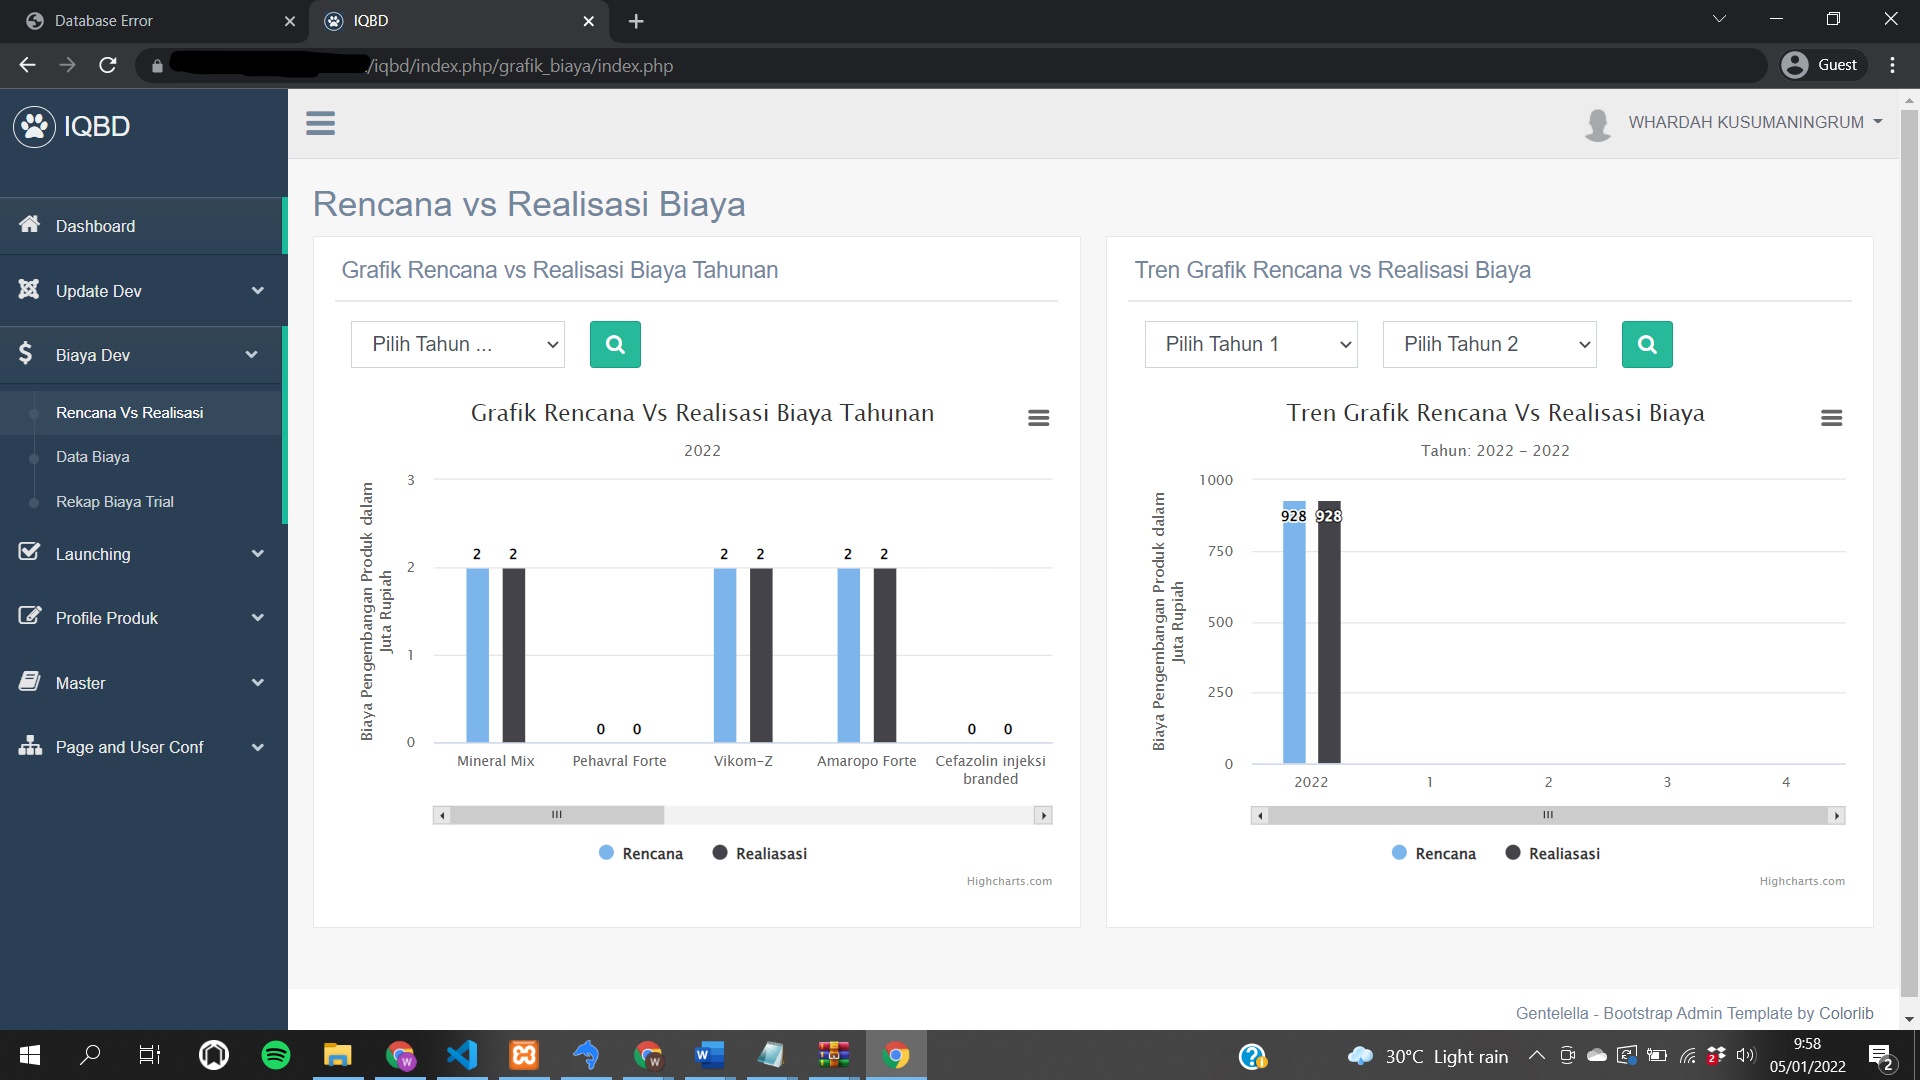 Database Error
IQBD
/iqbd/index.php/grafik_biaya/index.php
Guest
IQBD
WHARDAH KUSUMANINGRUM
Dashboard
Update Dev
Biaya Dev
Rencana Vs Realisasi
Data Biaya
Rekap Biaya Trial
Launching
Profile Produk
Master
Page and User Conf
Rencana vs Realisasi Biaya
Grafik Rencana vs Realisasi Biaya Tahunan
Pilih Tahun ...
Grafik Rencana Vs Realisasi Biaya Tahunan
2022
Biaya Pengembangan Produk dalam
Juta Rupiah
3
2
1
0
2 2
0 0
2 2
2 2
0 0
Mineral Mix
Pehavral Forte
Vikom-Z
Amaropo Forte
Cefazolin injeksi
branded
Rencana
Realiasasi
Highcharts.com
Tren Grafik Rencana vs Realisasi Biaya
Pilih Tahun 1
Pilih Tahun 2
Tren Grafik Rencana Vs Realisasi Biaya
Tahun: 2022 - 2022
Biaya Pengembangan Produk dalam
Juta Rupiah
1000
750
500
250
0
928 928
2022 1 2 3 4
Rencana
Realiasasi
Highcharts.com
Gentelella - Bootstrap Admin Template by Colorlib
30°C Light rain
9:58
05/01/2022
2